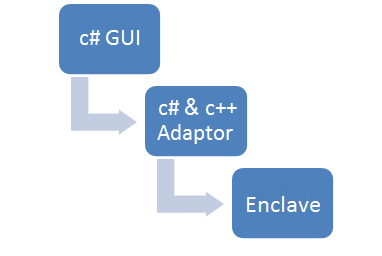 c# GUI
c# & c++
Adaptor
Enclave